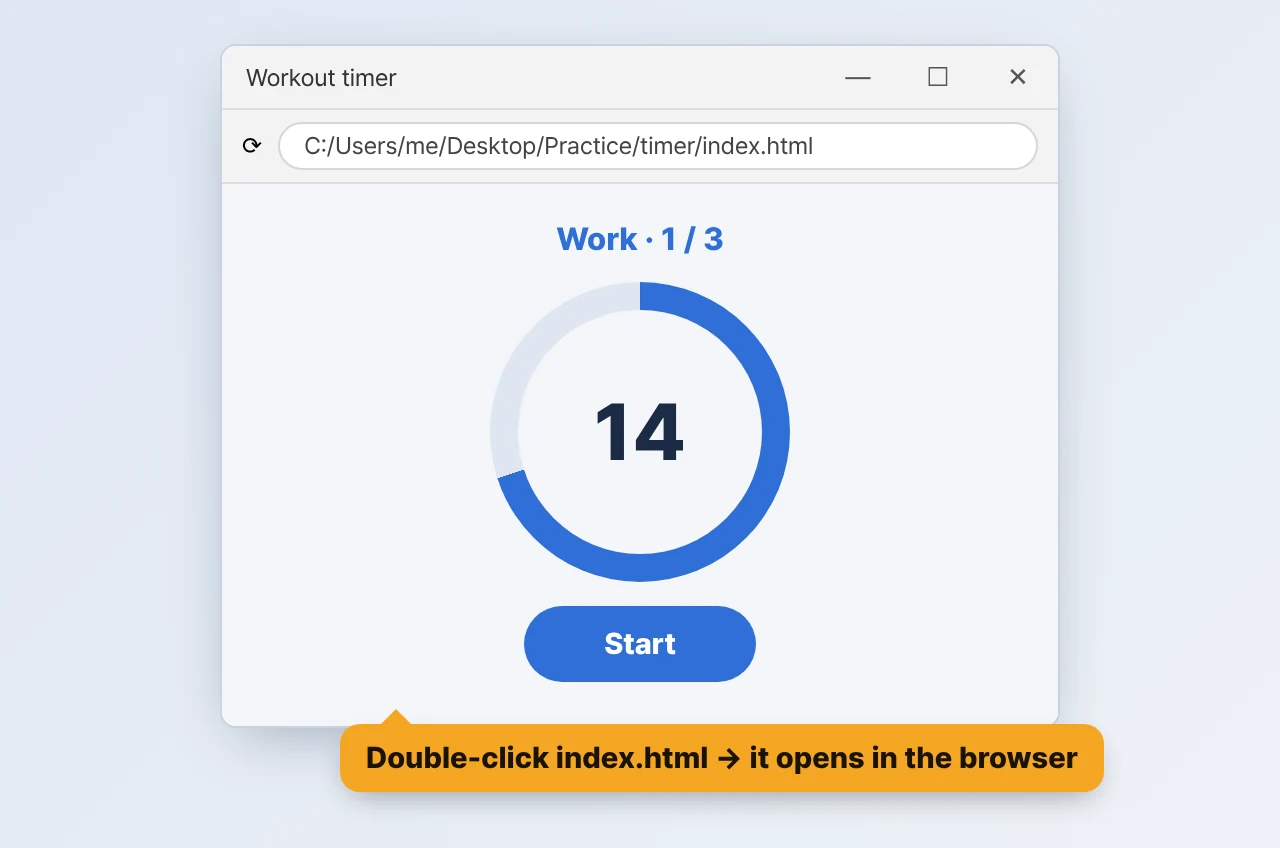 Workout timer
C:/Users/me/Desktop/Practice/timer/index.html
Work · 1 / 3
14
Start
Double-click index.html → it opens in the browser